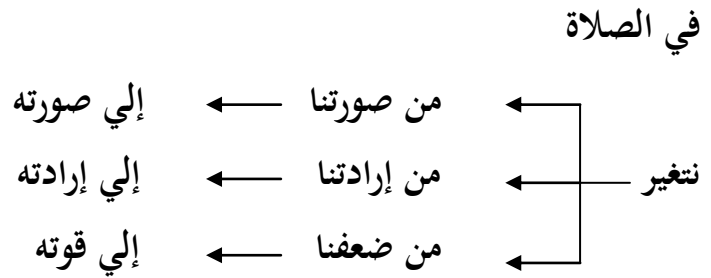 في الصلاة
من صورتنا إلي صورته
نتغير من إرادتنا إلي إرادته
من ضعفنا إلي قوته